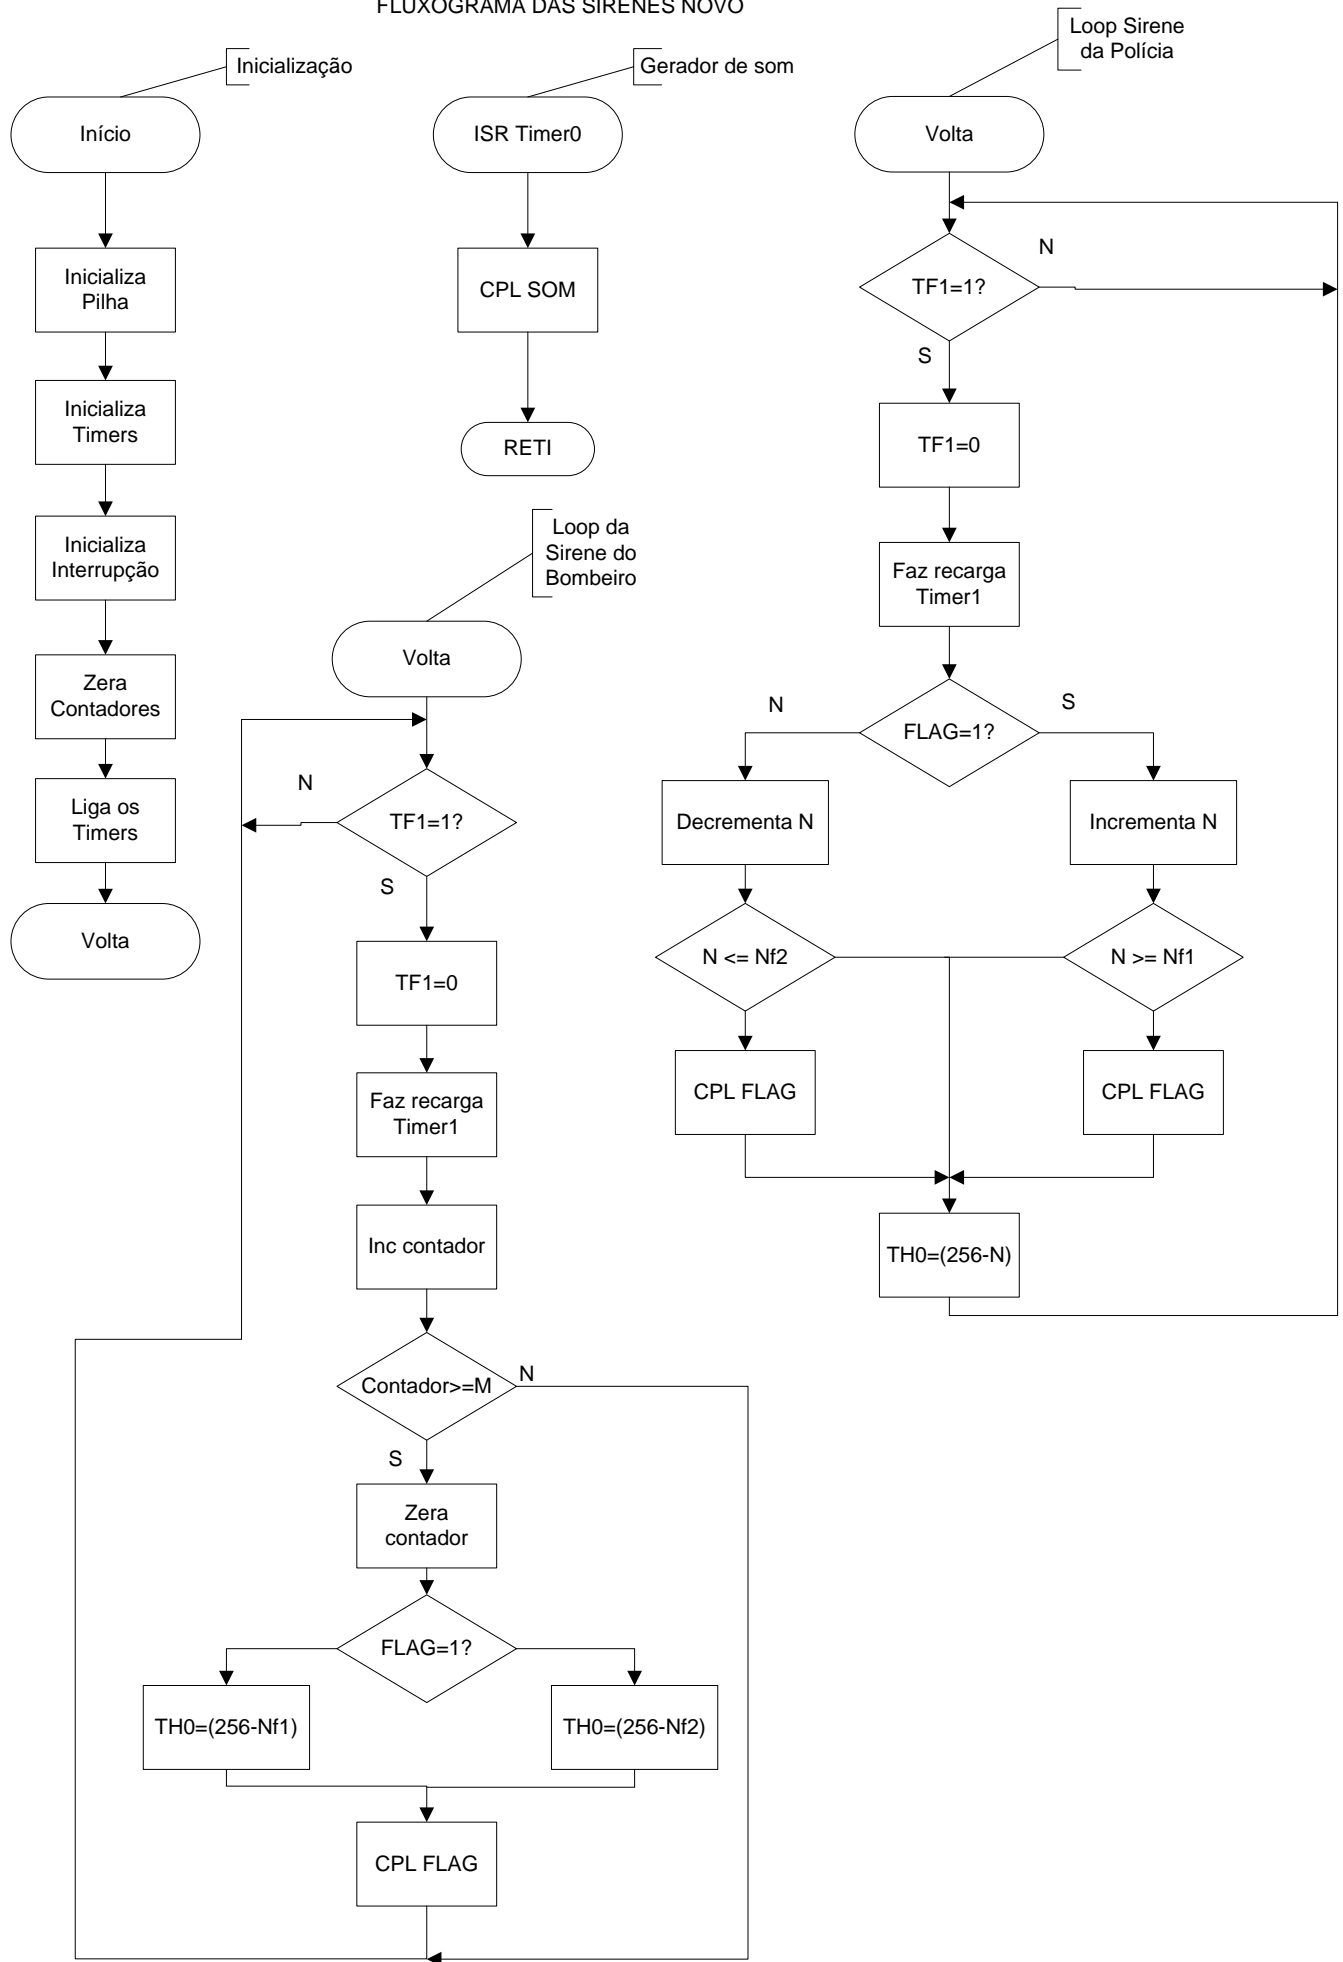 FLUXOGRAMA DAS SIRENES NOVO
Inicialização
Início
Inicializa
Pilha
Inicializa
Timers
Inicializa
Interrupção
Zera
Contadores
Liga os
Timers
Volta
Gerador de som
ISR Timer0
CPL SOM
RETI
Loop da
Sirene do
Bombeiro
Volta
N
TF1=1?
S
TF1=0
Faz recarga
Timer1
Inc contador
Contador>=M
N
S
Zera
contador
FLAG=1?
TH0=(256-Nf1)
TH0=(256-Nf2)
CPL FLAG
Loop Sirene
da Polícia
Volta
N
TF1=1?
S
TF1=0
Faz recarga
Timer1
N
S
FLAG=1?
Decrementa N
Incrementa N
N <= Nf2
N >= Nf1
CPL FLAG
CPL FLAG
TH0=(256-N)